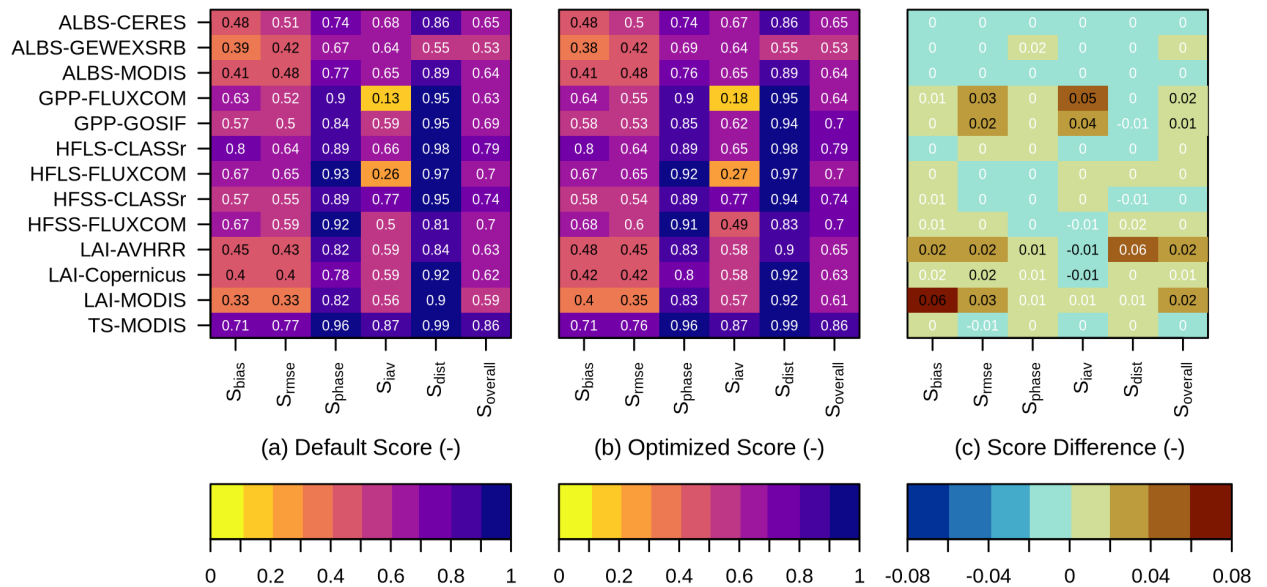 ALBS-CERES 0.48 0.51 0.74 0.68 0.86 0.65 0.48 0.5 0.74 0.67 0.86 0.65 0 0 0 0 0 0
ALBS-GEWEXSRB 0.39 0.42 0.67 0.64 0.55 0.53 0.38 0.42 0.69 0.64 0.55 0.53 0 0 0.02 0 0 0
ALBS-MODIS 0.41 0.48 0.77 0.65 0.89 0.64 0.41 0.48 0.76 0.65 0.89 0.64 0 0 0 0 0 0
GPP-FLUXCOM 0.63 0.52 0.9 0.13 0.95 0.63 0.64 0.55 0.9 0.18 0.95 0.64 0.01 0.03 0 0.05 0 0.02
GPP-GOSIF 0.57 0.5 0.84 0.59 0.95 0.69 0.58 0.53 0.85 0.62 0.94 0.7 0 0.02 0 0.04 -0.01 0.01
HFLS-CLASSr 0.8 0.64 0.89 0.66 0.98 0.79 0.8 0.64 0.89 0.65 0.98 0.79 0 0 0 0 0 0
HFLS-FLUXCOM 0.67 0.65 0.93 0.26 0.97 0.7 0.67 0.65 0.92 0.27 0.97 0.7 0 0 0 0 0 0
HFSS-CLASSr 0.57 0.55 0.89 0.77 0.95 0.74 0.58 0.54 0.89 0.77 0.94 0.74 0.01 0 0 0 -0.01 0
HFSS-FLUXCOM 0.67 0.59 0.92 0.5 0.81 0.7 0.68 0.6 0.91 0.49 0.83 0.7 0.01 0 0 -0.01 0.02 0
LAI-AVHRR 0.45 0.43 0.82 0.59 0.84 0.63 0.48 0.45 0.83 0.58 0.9 0.65 0.02 0.02 0.01 -0.01 0.06 0.02
LAI-Copernicus 0.4 0.4 0.78 0.59 0.92 0.62 0.42 0.42 0.8 0.58 0.92 0.63 0.02 0.02 0.01 -0.01 0 0.01
LAI-MODIS 0.33 0.33 0.82 0.56 0.9 0.59 0.4 0.35 0.83 0.57 0.92 0.61 0.06 0.03 0.01 0.01 0.01 0.02
TS-MODIS 0.71 0.77 0.96 0.87 0.99 0.86 0.71 0.76 0.96 0.87 0.99 0.86 0 -0.01 0 0 0 0
Sbias Srmse Sphase Siav Sdist Soverall Sbias Srmse Sphase Siav Sdist Soverall Sbias Srmse Sphase Siav Sdist Soverall
(a) Default Score (-) (b) Optimized Score (-) (c) Score Difference (-)
0 0.2 0.4 0.6 0.8 1 0 0.2 0.4 0.6 0.8 1 -0.08 -0.04 0 0.04 0.08